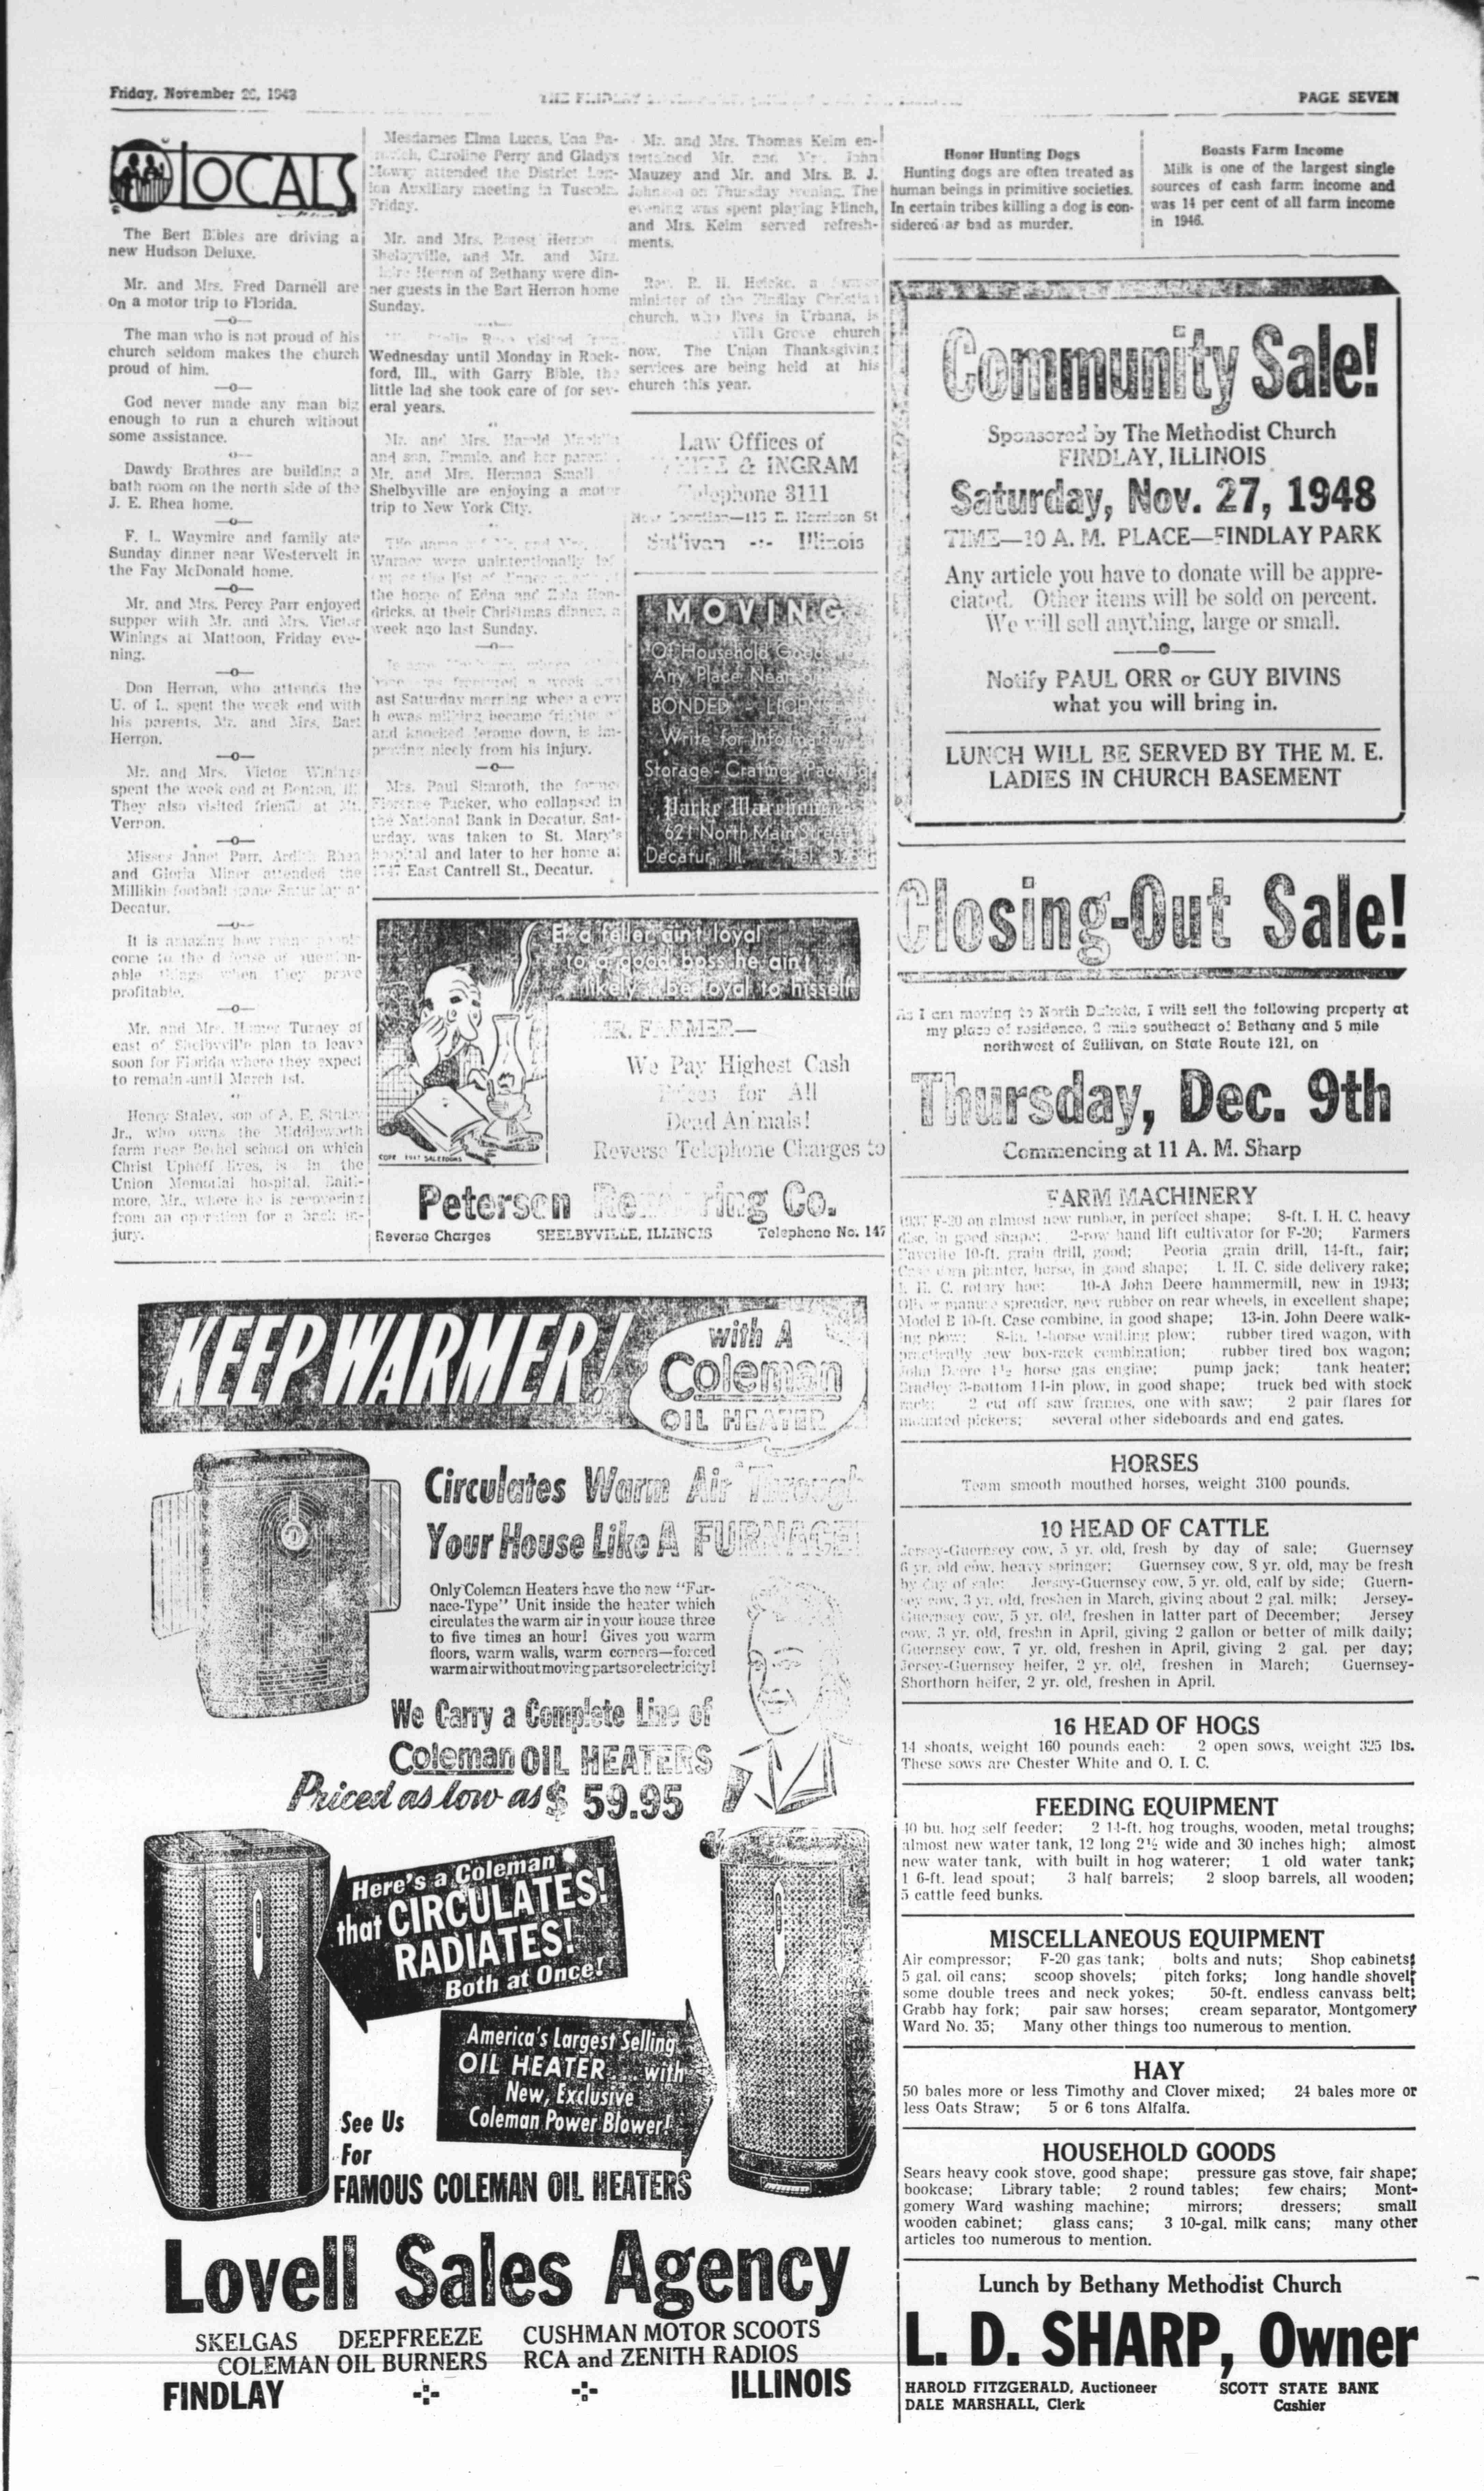 Friday, November 26, 1948
PAGE SEVEN
LOCALS
The Bert Bibles are driving a
new Hudson Deluxe.
Mr. and Mrs. Fred Darnell are
on a motor trip to Florida.
—o—
The man who is not proud of his
church seldom makes the church
proud of him.
—o—
God never made any man big
enough to run a church without
some assistance.
o—
Dawdy Brothres are building a
bath room on the north side of the
J. E. Rhea home.
—o—
F. L. Waymire and family ate
Sunday dinner near Westervelt in
the Fay McDonald home.
—o—
Mr. and Mrs. Percy Parr enjoyed
supper with Mr. and Mrs. Victor
Winings at Mattoon, Friday eve-
ning.
—o—
Don Herron, who attends the
U. of I., spent the week end with
his parents, Mr. and Mrs. Bart
Herron.
—o—
Mr. and Mrs. Victor Winings
spent the week end at Benton, Ill.
They also visited friends at Mt.
Vernon.
—o—
Misses Janet Parr, Ardith Rhea
and Gloria Miner attended the
Millikin football game Saturday at
Decatur.
—o—
It is amazing how many people
come to the defense of question-
able things when they prove
profitable.
—o—
Mr. and Mrs. Homer Turney of
east of Shelbyville plan to leave
soon for Florida where they expect
to remain until March 1st.
Henry Staley, son of A. E. Staley
Jr., who owns the Middleworth
farm near Bethel school on which
Christ Uphoff lives, is in the
Union Memorial hospital, Balti-
more, Mr., where he is recovering
from an operation for a back in-
jury.
Mesdames Elma Lucas, Una Pa-
Caroline Perry and Gladys
Mowry attended the District Leg-
ion Auxiliary meeting in Tuscola,
Friday.
Mr. and Mrs. Forest Herron
Shelbyville, and Mr. and Mrs.
Herron of Bethany were din-
ner guests in the Bart Herron home
Sunday.
visited from
Wednesday until Monday in Rock-
ford, Ill., with Garry Bible, the
little lad she took care of for sev-
eral years.
Mr. and Mrs. Harold
and son, and her parents,
Mr. and Mrs. Herman Small
Shelbyville are enjoying a motor
trip to New York City.
The name of Mr. and Mrs.
Warner were unintentionally left
out of the list of
the home of Edna and Zola Hen-
dricks, at their Christmas dinner, a
week ago last Sunday.
—o—
ast Saturday morning when a cow
h ewas milking became
and knocked Jerome down, is im-
proving nicely from his injury.
—o—
Mrs. Paul Simroth, the former
Florence Tucker, who collapsed in
the National Bank in Decatur, Sat-
urday, was taken to St. Mary's
hospital and later to her home at
1747 East Cantrell St., Decatur.
Mr. and Mrs. Thomas Keim en-
tertained Mr. and Mrs. John
Mauzey and Mr. and Mrs. B. J.
Johnson on Thursday evening. The
evening was spent playing Flinch,
and Mrs. Keim served refresh-
ments.
Rev. R. H. Heicke, a former
minister of the Findlay Christian
church, who lives in Urbana, is
Villa Grove church
now. The Union Thanksgiving
services are being held at his
church this year.
Law Offices of
& INGRAM
Telephone 3111
New Location—113 E. Harrison St
Sullivan -:- Illinois
MOVING
Of Household Goods
Any Place
BONDED - LICENSE
Write for Information
Storage - Crating - Packing
Parke Warehouse
621 North Main Street
Decatur, Ill. Tel.
Ef a feller ain't loyal
to a good boss he ain't
likely t' be loyal to hisself
MR. FARMER—
We Pay Highest Cash
Prices for All
Dead Animals!
Reverse Telephone Charges to
Peterson Rendering Co.
Reverse Charges SHELBYVILLE, ILLINOIS Telephone No. 147
KEEP WARMER!
with A
Coleman
OIL HEATER
Circulates Warm Air Through
Your House Like A FURNACE!
Only Coleman Heaters have the new "Fur-
nace-Type" Unit inside the heater which
circulates the warm air in your house three
to five times an hour! Gives you warm
floors, warm walls, warm corners—forced
warm air without moving parts or electricity!
We Carry a Complete Line of
Coleman OIL HEATERS
Priced as low as $ 59.95
Here's a Coleman
that CIRCULATES!
RADIATES!
Both at Once!
America's Largest Selling
OIL HEATER . . . with
New, Exclusive
Coleman Power Blower!
See Us
For
FAMOUS COLEMAN OIL HEATERS
Lovell Sales Agency
SKELGAS DEEPFREEZE CUSHMAN MOTOR SCOOTS
COLEMAN OIL BURNERS RCA and ZENITH RADIOS
FINDLAY -:- -:- ILLINOIS
Honor Hunting Dogs
Hunting dogs are often treated as
human beings in primitive societies.
In certain tribes killing a dog is con-
sidered as bad as murder.
Boasts Farm Income
Milk is one of the largest single
sources of cash farm income and
was 14 per cent of all farm income
in 1946.
Community Sale!
Sponsored by The Methodist Church
FINDLAY, ILLINOIS
Saturday, Nov. 27, 1948
TIME—10 A. M. PLACE—FINDLAY PARK
Any article you have to donate will be appre-
ciated. Other items will be sold on percent.
We will sell anything, large or small.
—o—
Notify PAUL ORR or GUY BIVINS
what you will bring in.
LUNCH WILL BE SERVED BY THE M. E.
LADIES IN CHURCH BASEMENT
Closing-Out Sale!
As I am moving to North Dakota, I will sell the following property at
my place of residence, 2 mile southeast of Bethany and 5 mile
northwest of Sullivan, on State Route 121, on
Thursday, Dec. 9th
Commencing at 11 A. M. Sharp
FARM MACHINERY
1937 F-20 on almost new rubber, in perfect shape; 8-ft. I. H. C. heavy
disc, in good shape; 2-row hand lift cultivator for F-20; Farmers
Favorite 10-ft. grain drill, good; Peoria grain drill, 14-ft., fair;
Case corn planter, horse, in good shape; I. H. C. side delivery rake;
I. H. C. rotary hoe; 10-A John Deere hammermill, new in 1943;
Oliver manure spreader, new rubber on rear wheels, in excellent shape;
Model E 10-ft. Case combine, in good shape; 13-in. John Deere walk-
ing plow; 8-in. 1-horse walking plow; rubber tired wagon, with
practically new box-rack combination; rubber tired box wagon;
John Deere 1½ horse gas engine; pump jack; tank heater;
Bradley 3-bottom 14-in plow, in good shape; truck bed with stock
rack; 2 cut off saw frames, one with saw; 2 pair flares for
mounted pickers; several other sideboards and end gates.
HORSES
Team smooth mouthed horses, weight 3100 pounds.
10 HEAD OF CATTLE
Jersey-Guernsey cow, 5 yr. old, fresh by day of sale; Guernsey
6 yr. old cow, heavy springer; Guernsey cow, 8 yr. old, may be fresh
by day of sale; Jersey-Guernsey cow, 5 yr. old, calf by side; Guern-
sey cow, 3 yr. old, freshen in March, giving about 2 gal. milk; Jersey-
Guernsey cow, 5 yr. old, freshen in latter part of December; Jersey
cow, 3 yr. old, freshn in April, giving 2 gallon or better of milk daily;
Guernsey cow, 7 yr. old, freshen in April, giving 2 gal. per day;
Jersey-Guernsey heifer, 2 yr. old, freshen in March; Guernsey-
Shorthorn heifer, 2 yr. old, freshen in April.
16 HEAD OF HOGS
14 shoats, weight 160 pounds each; 2 open sows, weight 325 lbs.
These sows are Chester White and O. I. C.
FEEDING EQUIPMENT
40 bu. hog self feeder; 2 14-ft. hog troughs, wooden, metal troughs;
almost new water tank, 12 long 2½ wide and 30 inches high; almost
new water tank, with built in hog waterer; 1 old water tank;
1 6-ft. lead spout; 3 half barrels; 2 sloop barrels, all wooden;
5 cattle feed bunks.
MISCELLANEOUS EQUIPMENT
Air compressor; F-20 gas tank; bolts and nuts; Shop cabinets;
5 gal. oil cans; scoop shovels; pitch forks; long handle shovel;
some double trees and neck yokes; 50-ft. endless canvass belt;
Grabb hay fork; pair saw horses; cream separator, Montgomery
Ward No. 35; Many other things too numerous to mention.
HAY
50 bales more or less Timothy and Clover mixed; 24 bales more or
less Oats Straw; 5 or 6 tons Alfalfa.
HOUSEHOLD GOODS
Sears heavy cook stove, good shape; pressure gas stove, fair shape;
bookcase; Library table; 2 round tables; few chairs; Mont-
gomery Ward washing machine; mirrors; dressers; small
wooden cabinet; glass cans; 3 10-gal. milk cans; many other
articles too numerous to mention.
Lunch by Bethany Methodist Church
L. D. SHARP, Owner
HAROLD FITZGERALD, Auctioneer SCOTT STATE BANK
DALE MARSHALL, Clerk Cashier